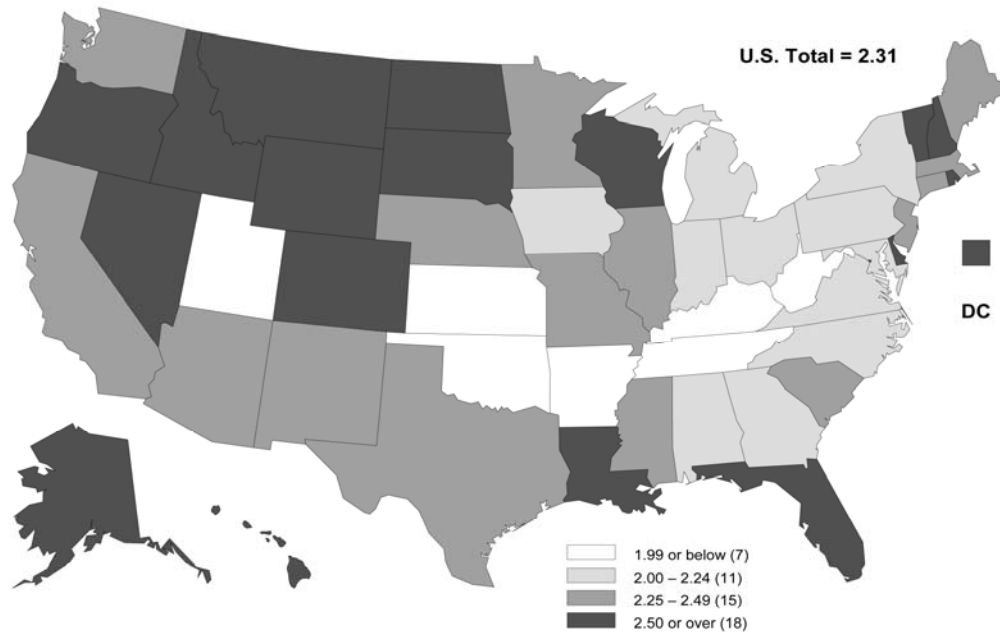 U.S. Total = 2.31
DC
1.99 or below (7)
2.00 – 2.24 (11)
2.25 – 2.49 (15)
2.50 or over (18)